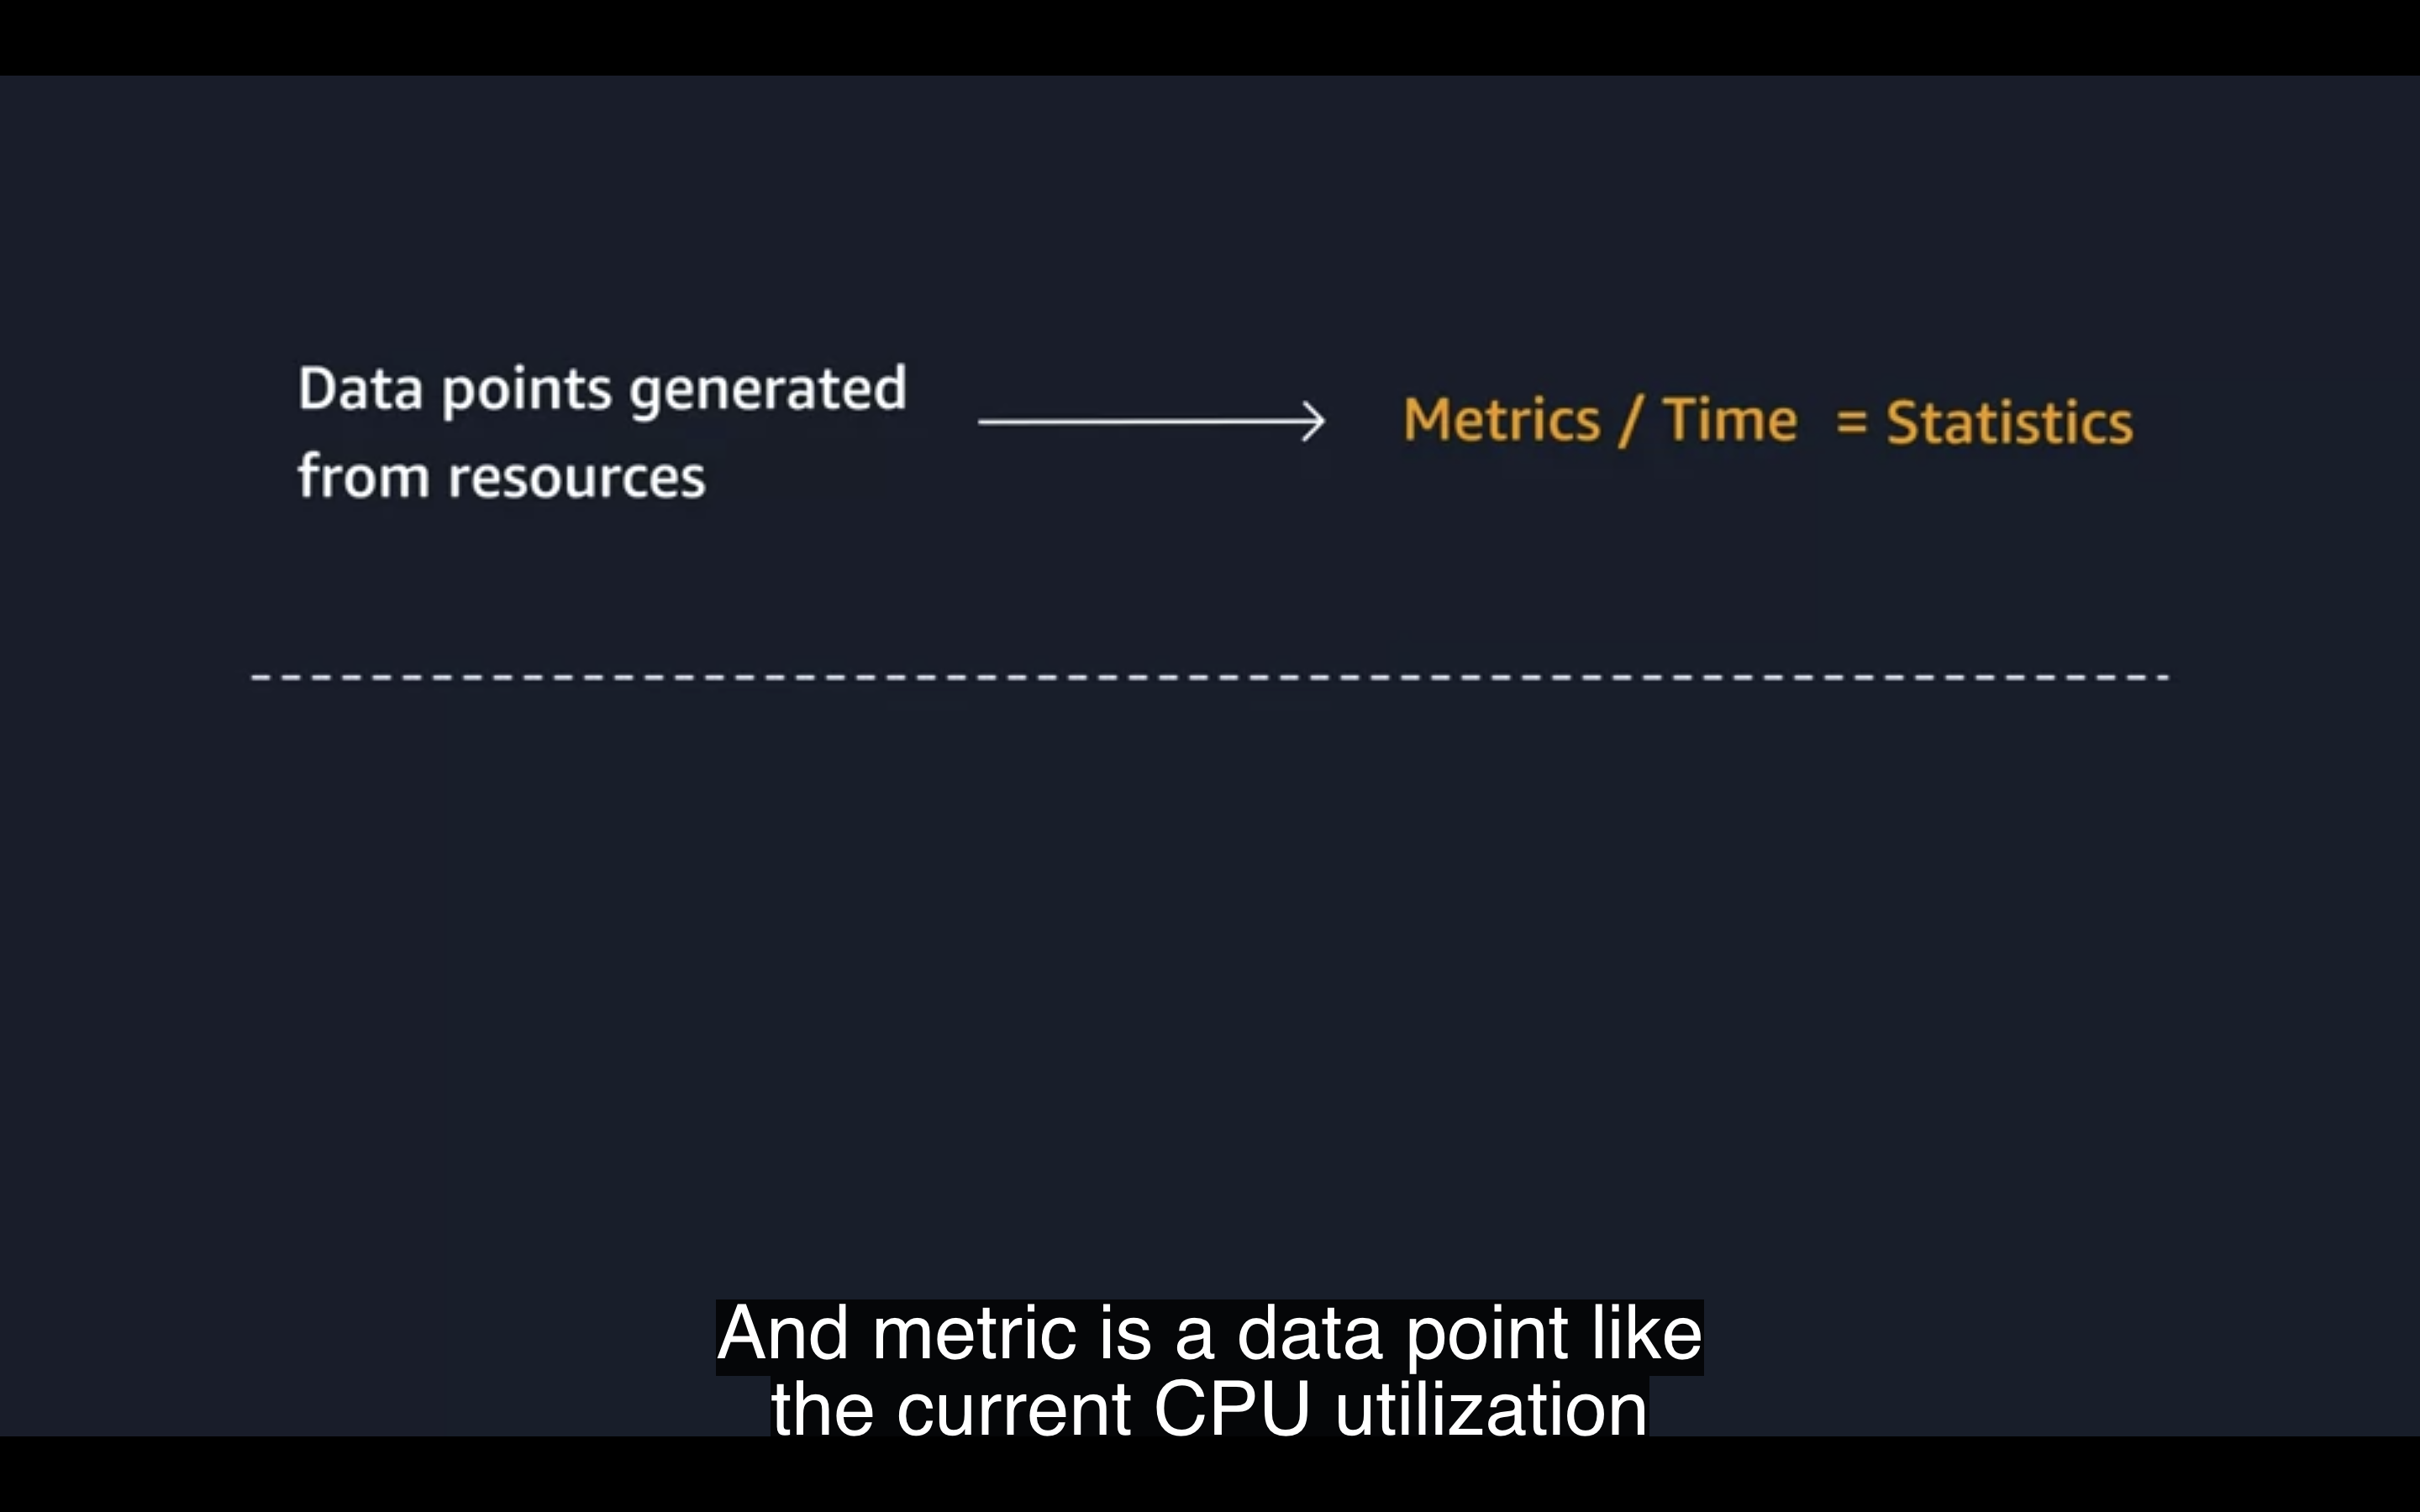 Data points generated
from resources
Metrics / Time = Statistics
And metric is a data point like
the current CPU utilization